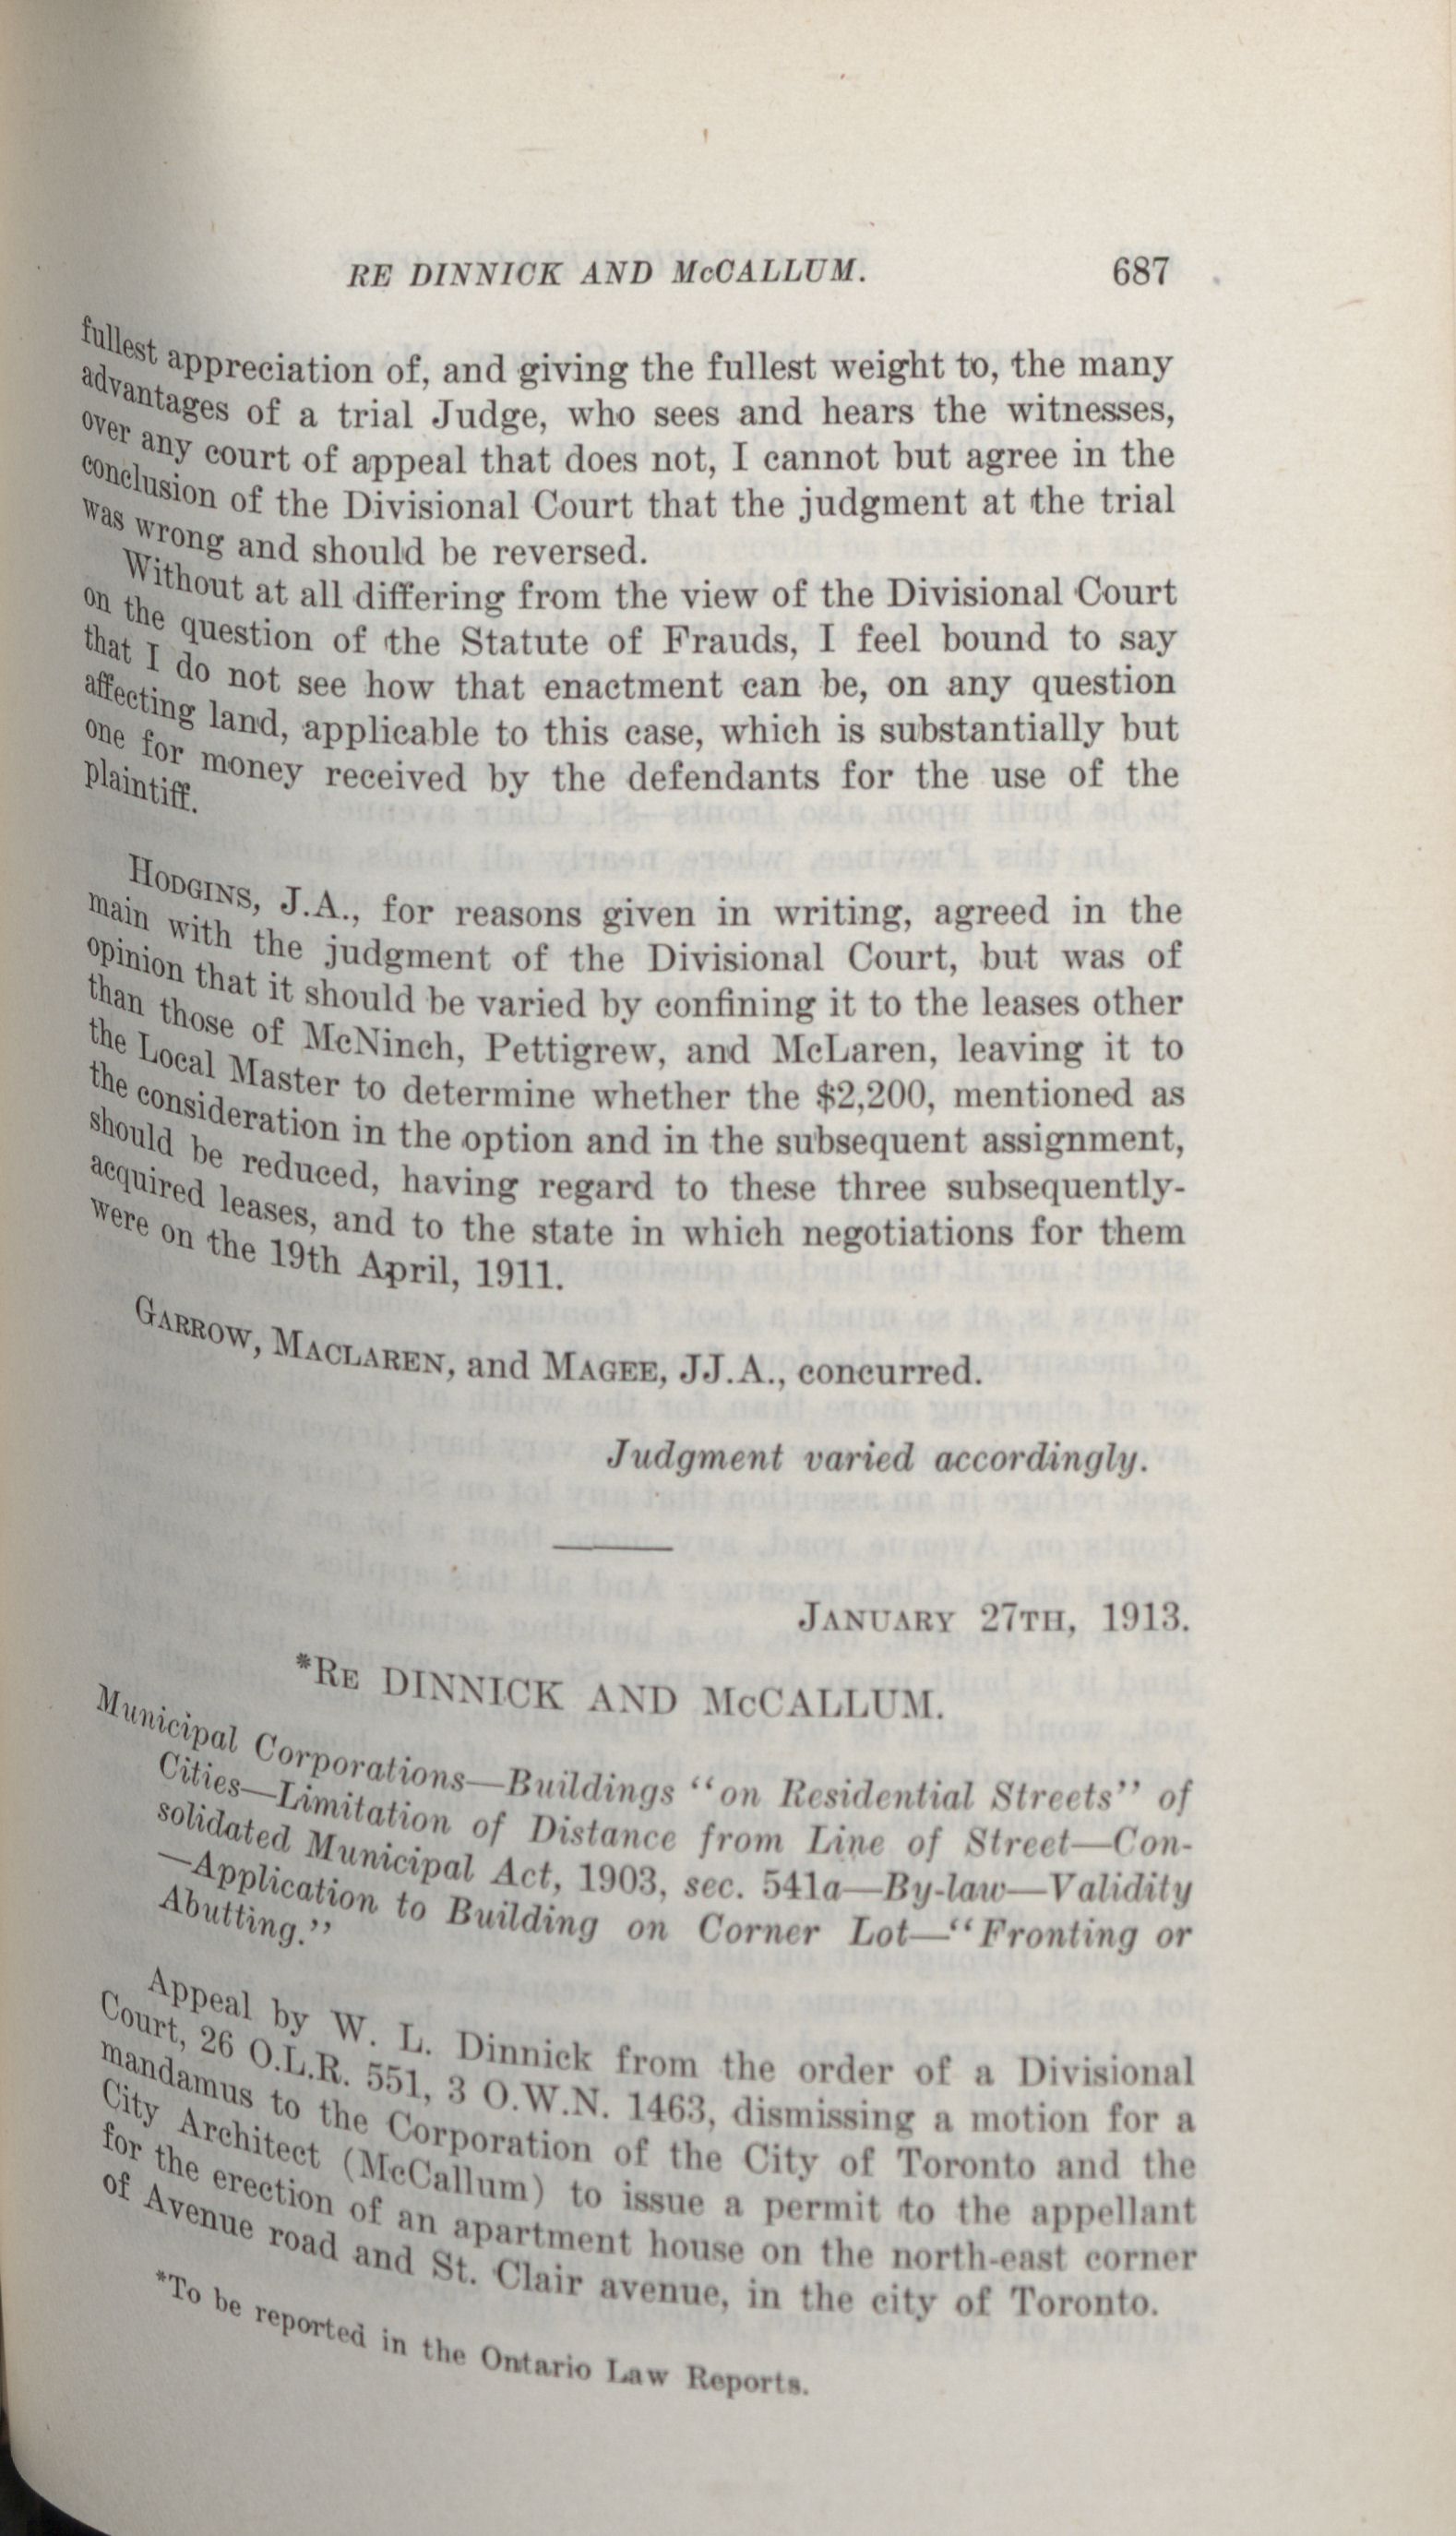 RE DINNICK AND McCALLUM. 687
fullest appreciation of, and giving the fullest weight to, the many
advantages of a trial Judge, who sees and hears the witnesses,
over any court of appeal that does not, I cannot but agree in the
conclusion of the Divisional Court that the judgment at the trial
was wrong and should be reversed.
Without at all differing from the view of the Divisional Court
on the question of the Statute of Frauds, I feel bound to say
that I do not see how that enactment can be, on any question
affecting land, applicable to this case, which is substantially but
one for money received by the defendants for the use of the
plaintiff.
HODGINS, J.A., for reasons given in writing, agreed in the
main with the judgment of the Divisional Court, but was of
opinion that it should be varied by confining it to the leases other
than those of McNinch, Pettigrew, and McLaren, leaving it to
the Local Master to determine whether the $2,200, mentioned as
the consideration in the option and in the subsequent assignment,
should be reduced, having regard to these three subsequently-
acquired leases, and to the state in which negotiations for them
were on the 19th April, 1911.
GARROW, MACLAREN, and MAGEE, JJ.A., concurred.
Judgment varied accordingly.
JANUARY 27TH, 1913.
*RE DINNICK AND McCALLUM.
Municipal Corporations—Buildings “on Residential Streets” of
Cities—Limitation of Distance from Line of Street—Con-
solidated Municipal Act, 1903, sec. 541a—By-law—Validity
—Application to Building on Corner Lot—“Fronting or
Abutting.”
Appeal by W. L. Dinnick from the order of a Divisional
Court, 26 O.L.R. 551, 3 O.W.N. 1463, dismissing a motion for a
mandamus to the Corporation of the City of Toronto and the
City Architect (McCallum) to issue a permit to the appellant
for the erection of an apartment house on the north-east corner
of Avenue road and St. Clair avenue, in the city of Toronto.
*To be reported in the Ontario Law Reports.